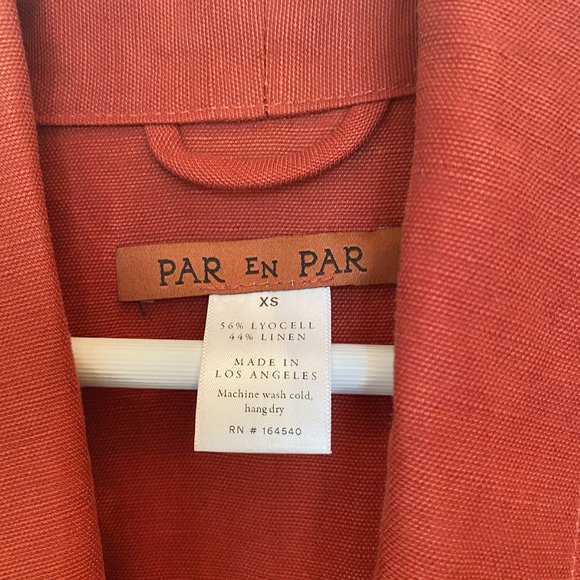 PAR EN PAR
XS
56% LYOCELL
44% LINEN
MADE IN
LOS ANGELES
Machine wash cold,
hang dry
RN # 164540